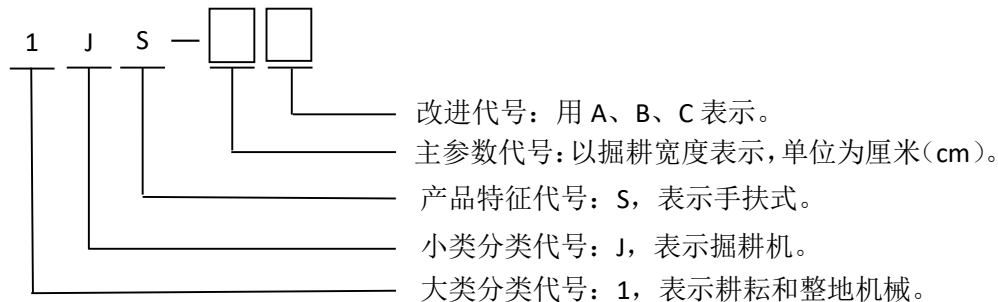 1 J S — □ □
改进代号：用 A、B、C 表示。
主参数代号：以掘耕宽度表示，单位为厘米（cm）。
产品特征代号：S，表示手扶式。
小类分类代号：J，表示掘耕机。
大类分类代号：1，表示耕耘和整地机械。